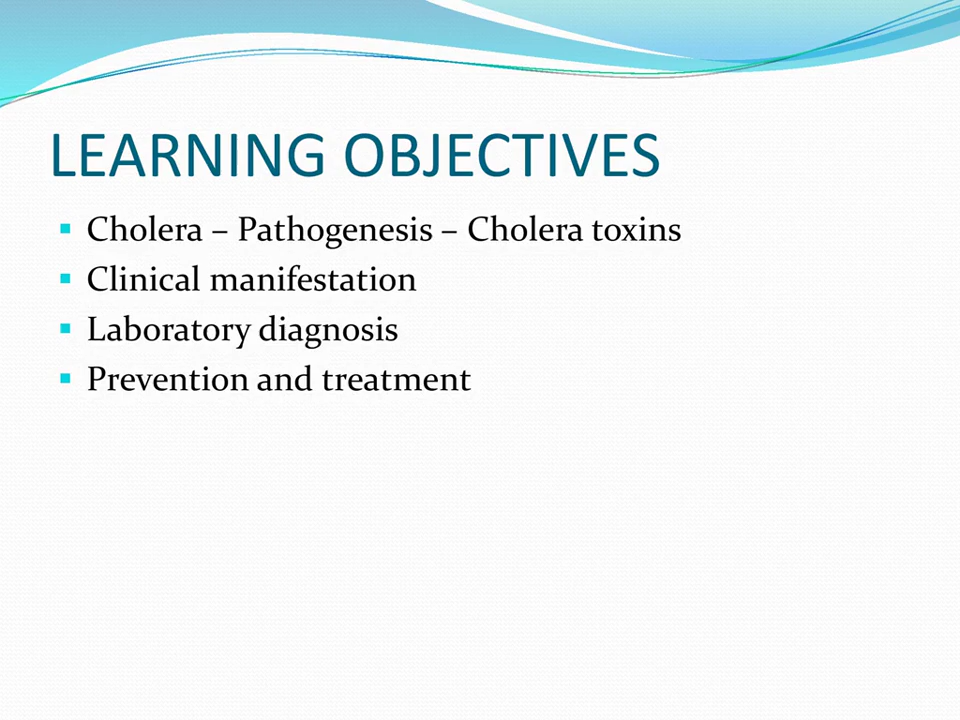 LEARNING OBJECTIVES
Cholera – Pathogenesis – Cholera toxins
Clinical manifestation
Laboratory diagnosis
Prevention and treatment